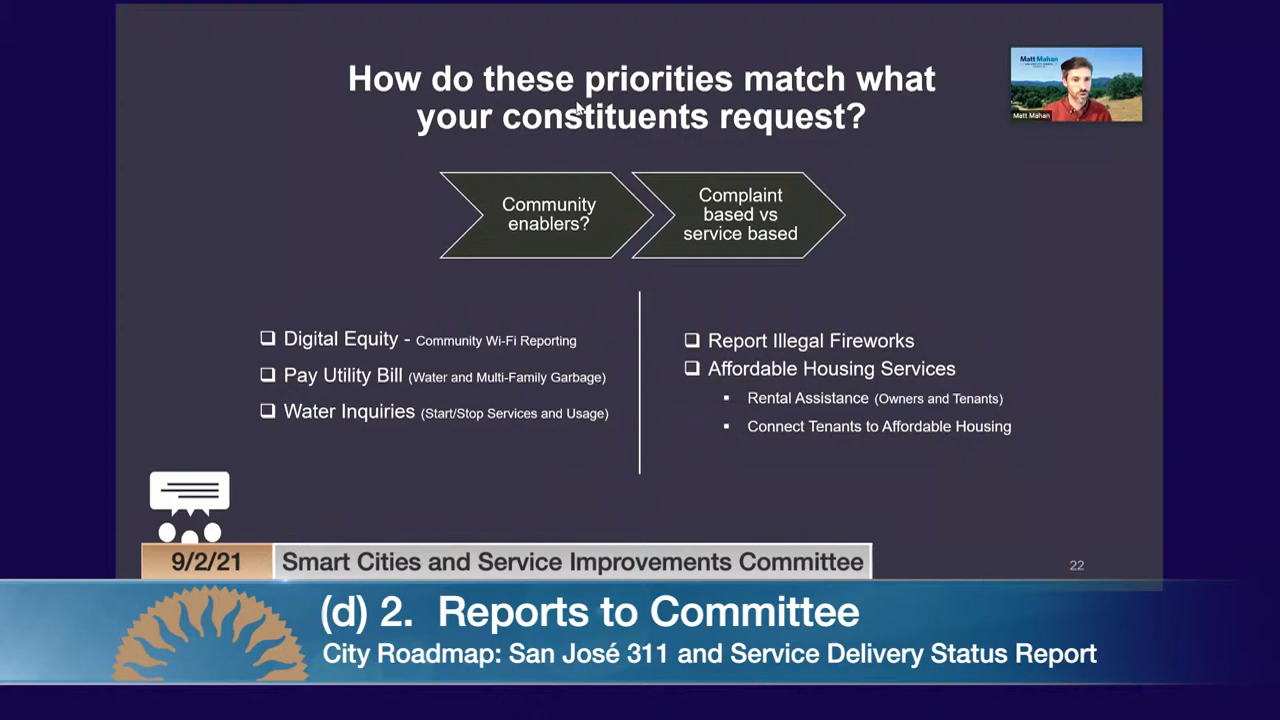 How do these priorities match what
your constituents request?
Matt Mahan
Matt Mahan
Community
enablers?
Complaint
based vs
service based
❑ Digital Equity - Community Wi-Fi Reporting
❑ Pay Utility Bill (Water and Multi-Family Garbage)
❑ Water Inquiries (Start/Stop Services and Usage)
❑ Report Illegal Fireworks
❑ Affordable Housing Services
▪ Rental Assistance (Owners and Tenants)
▪ Connect Tenants to Affordable Housing
9/2/21
Smart Cities and Service Improvements Committee
22
(d) 2. Reports to Committee
City Roadmap: San José 311 and Service Delivery Status Report